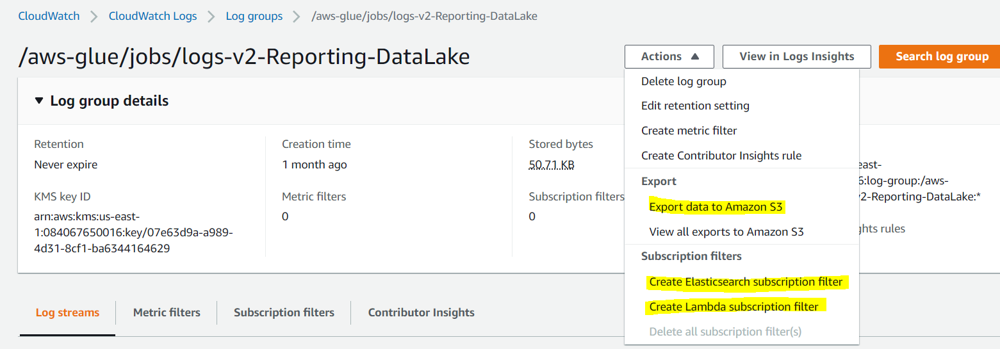 CloudWatch > CloudWatch Logs > Log groups > /aws-glue/jobs/logs-v2-Reporting-DataLake
/aws-glue/jobs/logs-v2-Reporting-DataLake
Actions
View in Logs Insights
Search log group
Delete log group
Edit retention setting
Create metric filter
Create Contributor Insights rule
Export
Export data to Amazon S3
View all exports to Amazon S3
Subscription filters
Create Elasticsearch subscription filter
Create Lambda subscription filter
Delete all subscription filter(s)
Log group details
Retention
Never expire
Creation time
1 month ago
Stored bytes
50.71 KB
KMS key ID
arn:aws:kms:us-east-
1:084067650016:key/07e63d9a-a989-
4d31-8cf1-ba6344164629
Metric filters
0
Subscription filters
0
east-
6:log-group:/aws-
v2-Reporting-DataLake:*
ights rules
Log streams
Metric filters
Subscription filters
Contributor Insights